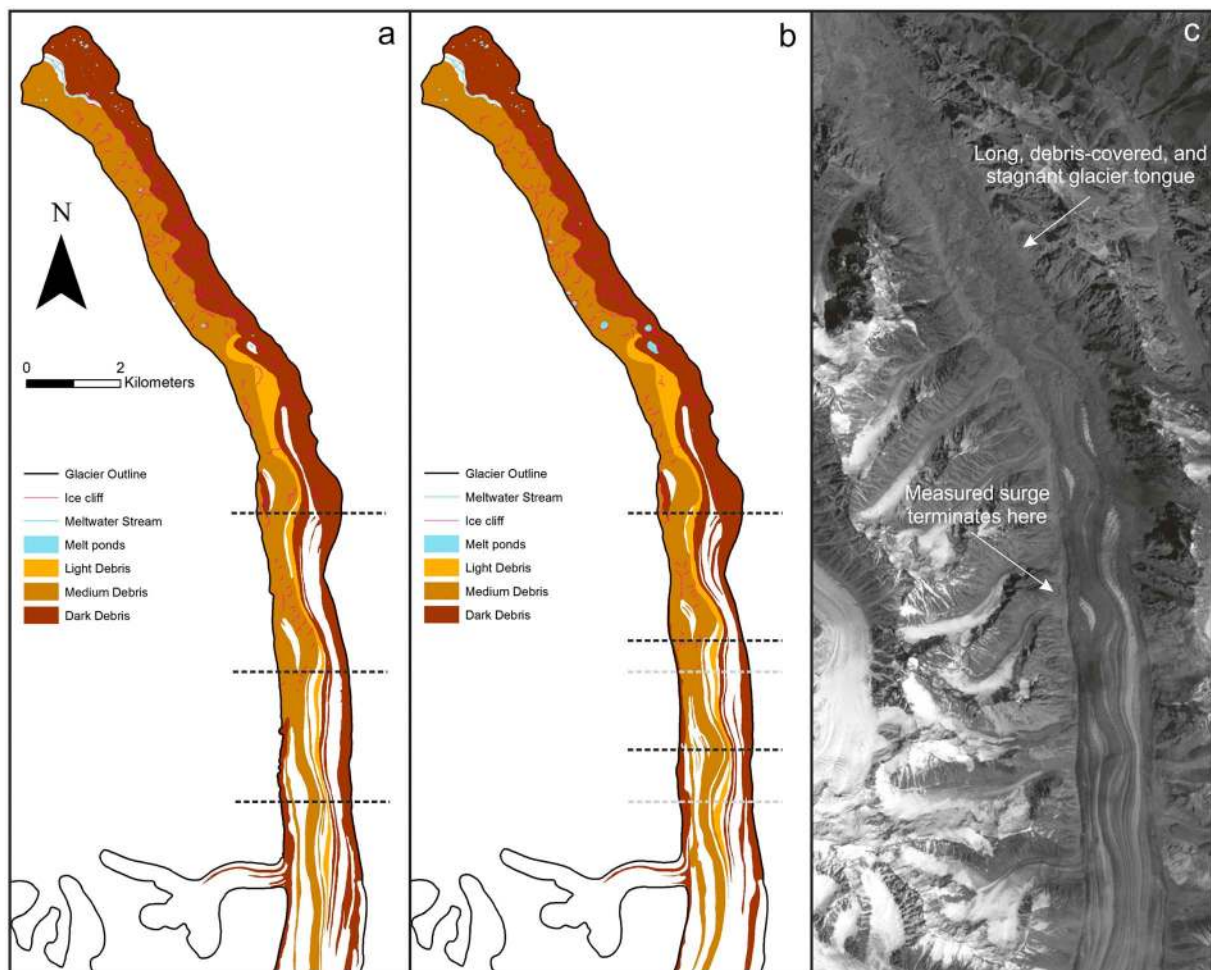 a
N
0 2
Kilometers
Glacier Outline
Ice cliff
Meltwater Stream
Melt ponds
Light Debris
Medium Debris
Dark Debris
b
Glacier Outline
Meltwater Stream
Ice cliff
Melt ponds
Light Debris
Medium Debris
Dark Debris
c
Long, debris-covered, and
stagnant glacier tongue
Measured surge
terminates here